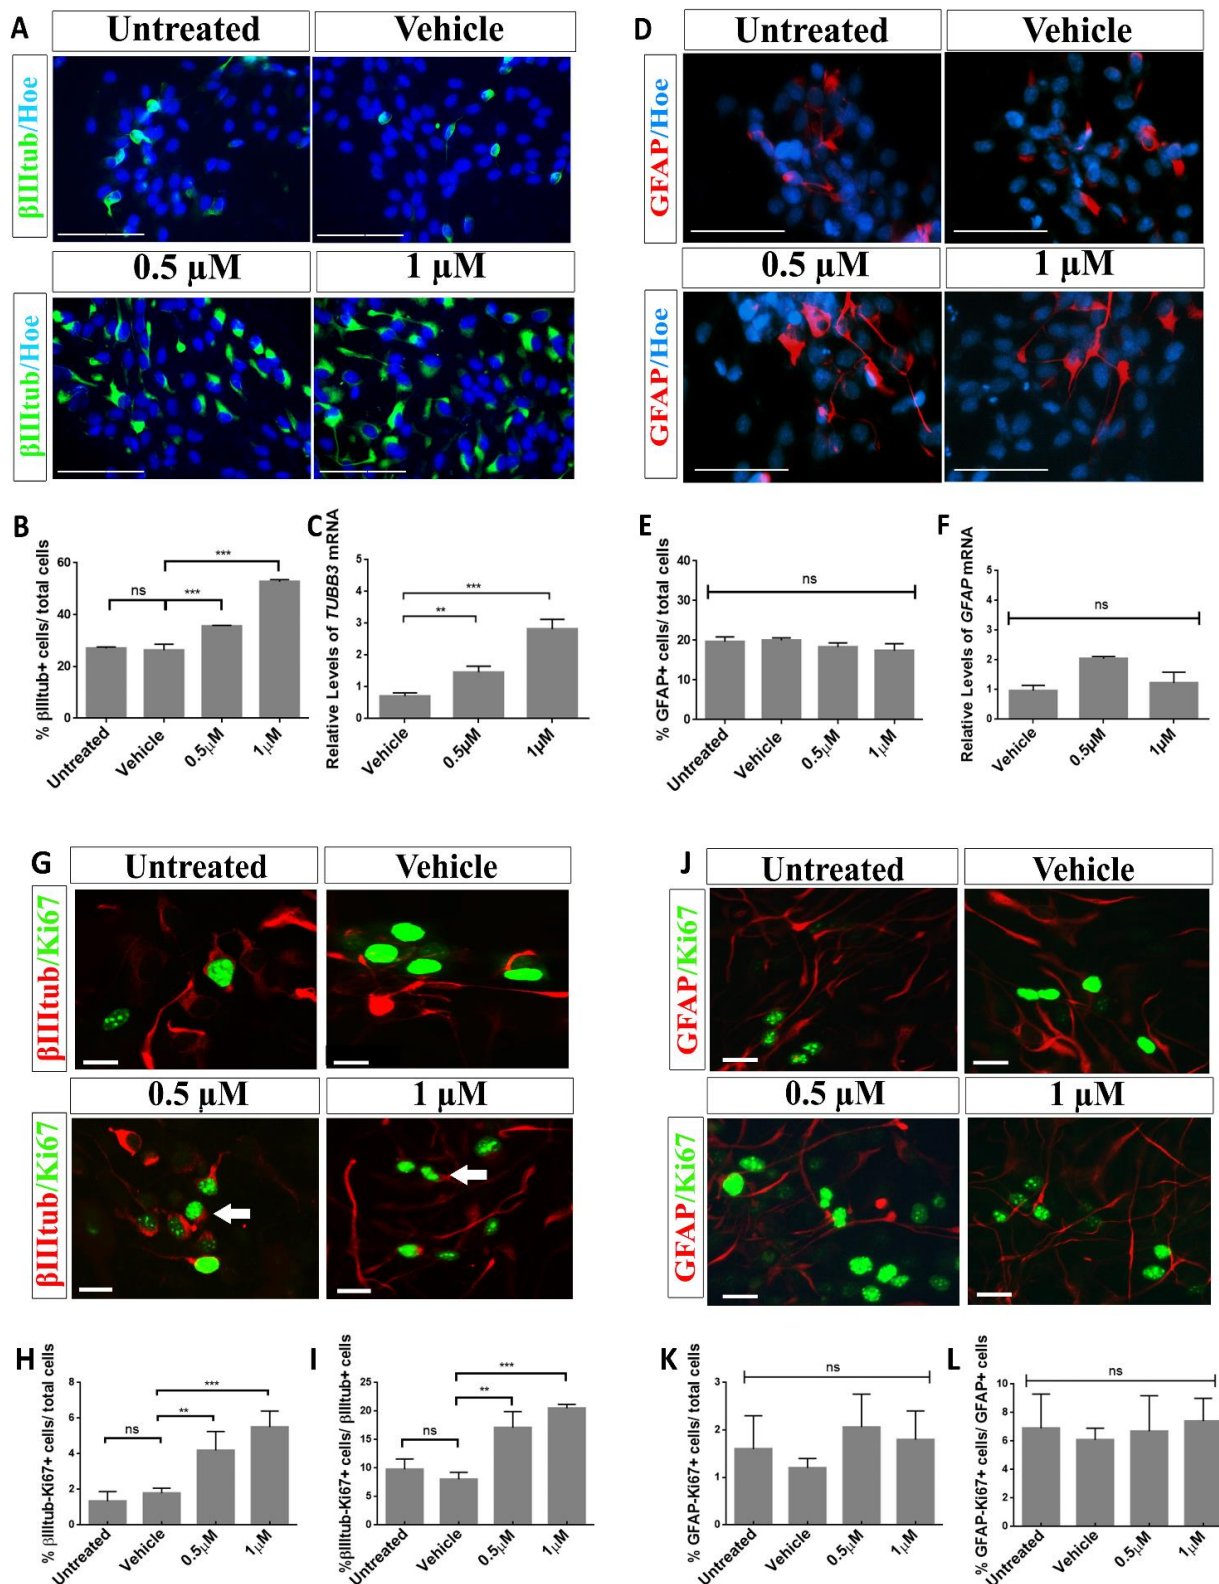 A
Untreated
Vehicle
βIIItub/Hoe
0.5 μM
1 μM
βIIItub/Hoe
D
Untreated
Vehicle
GFAP/Hoe
0.5 μM
1 μM
GFAP/Hoe
B
% βIIItub+ cells/ total cells
60
40
20
0
ns
***
***
Untreated
Vehicle
0.5μM
1μM
C
Relative Levels of TUBB3 mRNA
5
4
3
2
1
0
**
***
Vehicle
0.5μM
1μM
E
% GFAP+ cells/ total cells
40
30
20
10
0
ns
Untreated
Vehicle
0.5μM
1μM
F
Relative Levels of GFAP mRNA
5
4
3
2
1
0
ns
Vehicle
0.5μM
1μM
G
Untreated
Vehicle
βIIItub/Ki67
0.5 μM
1 μM
βIIItub/Ki67
J
Untreated
Vehicle
GFAP/Ki67
0.5 μM
1 μM
GFAP/Ki67
H
% βIIItub-Ki67+ cells/ total cells
8
6
4
2
0
ns
**
***
Untreated
Vehicle
0.5μM
1μM
I
%βIIItub-Ki67+ cells/ βIIItub+ cells
25
20
15
10
5
0
ns
**
***
Untreated
Vehicle
0.5μM
1μM
K
% GFAP-Ki67+ cells/ total cells
3
2
1
0
ns
Untreated
Vehicle
0.5μM
1μM
L
% GFAP-Ki67+ cells/ GFAP+ cells
10
8
6
4
2
0
ns
Untreated
Vehicle
0.5μM
1μM